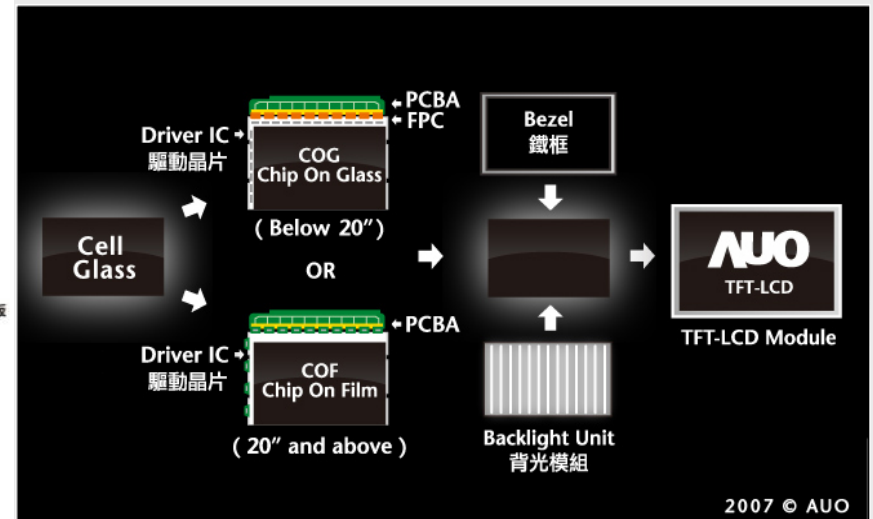 Cell
Glass
Driver IC
驅動晶片
PCBA
FPC
COG
Chip On Glass
( Below 20″ )
OR
Driver IC
驅動晶片
PCBA
COF
Chip On Film
( 20″ and above )
Bezel
鐵框
Backlight Unit
背光模組
AUO
TFT-LCD
TFT-LCD Module
2007 © AUO